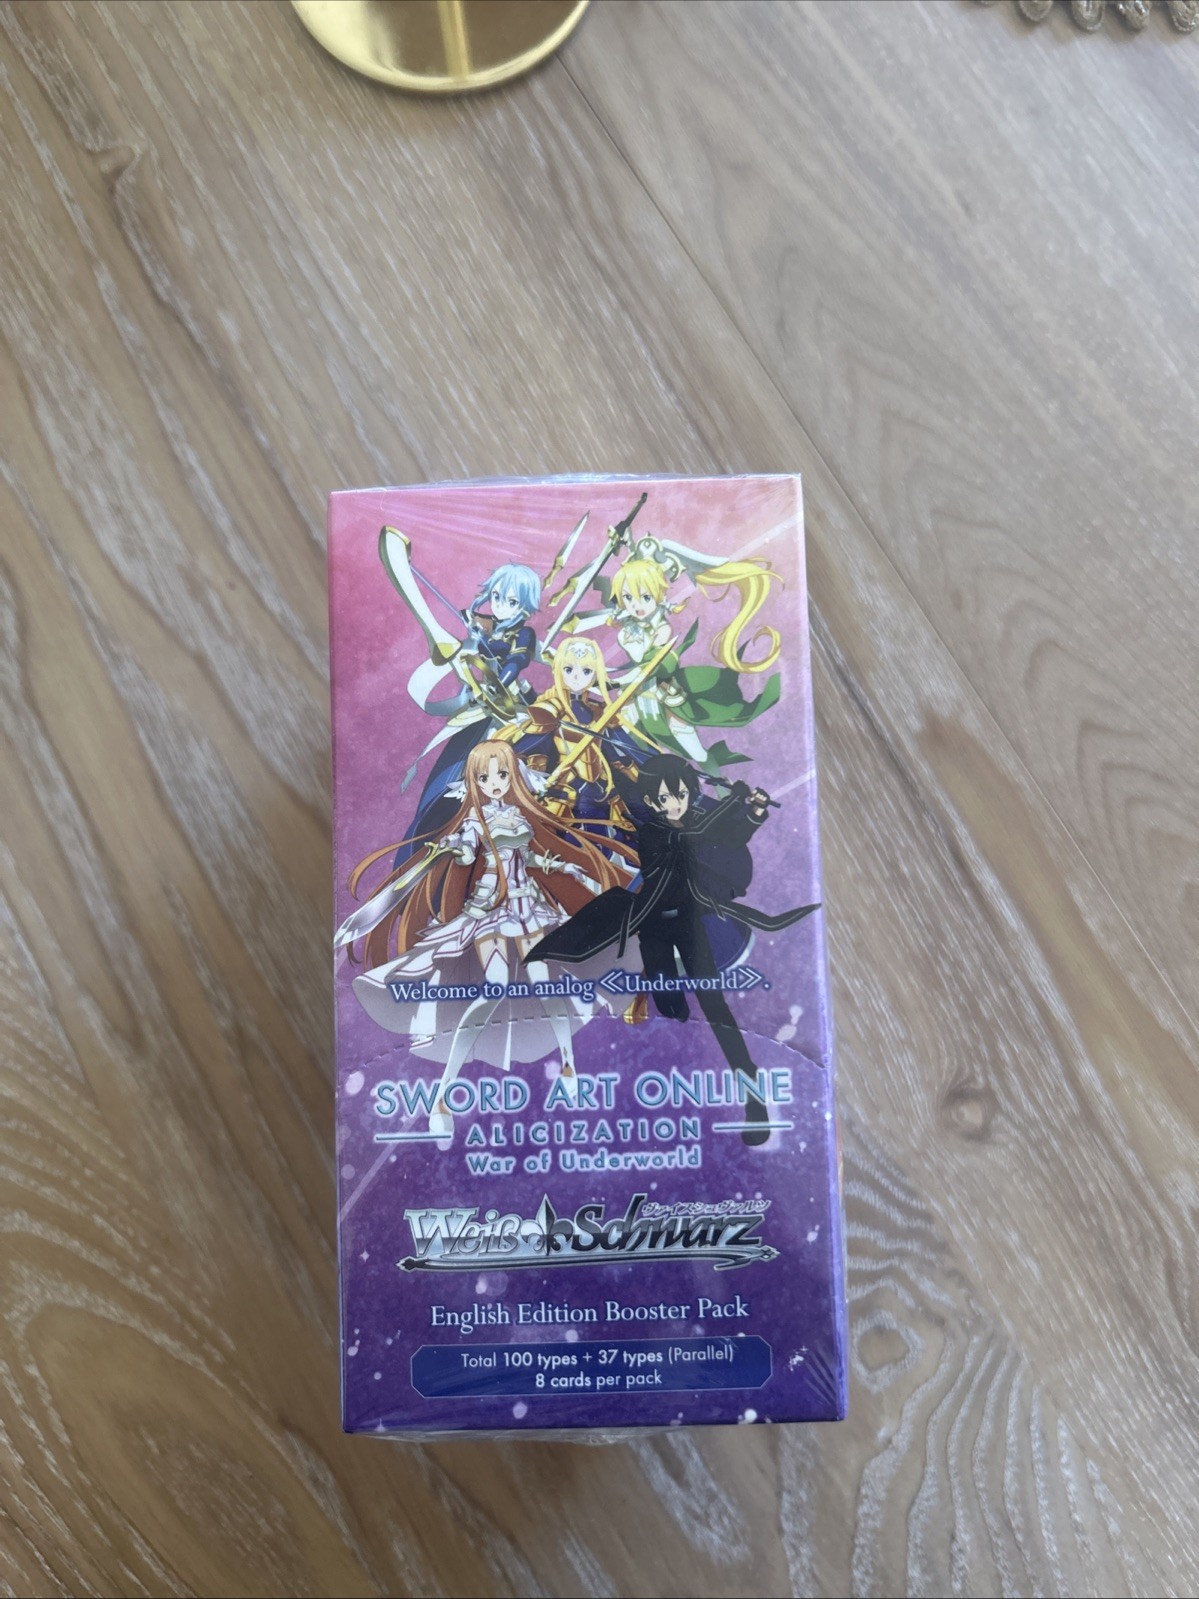 Welcome to an analog ≪Underworld≫.
SWORD ART ONLINE
ALICIZATION
War of Underworld
ヴァイスシュヴァルツ
Weiß Schwarz
English Edition Booster Pack
Total 100 types + 37 types (Parallel)
8 cards per pack